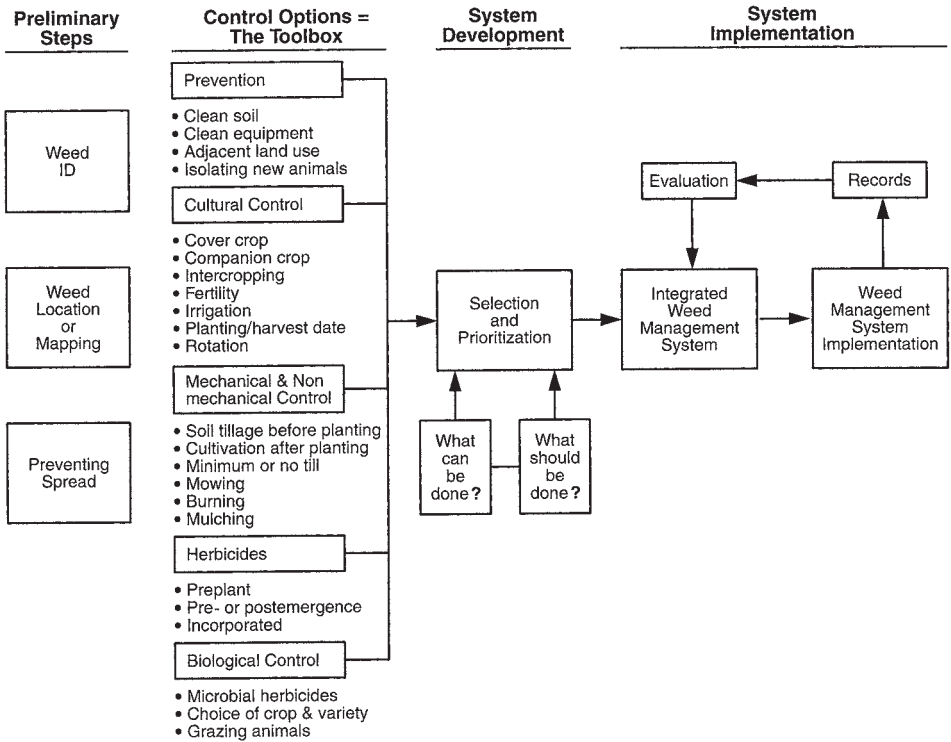 Preliminary
Steps
Control Options =
The Toolbox
System
Development
System
Implementation
Weed
ID
Weed
Location
or
Mapping
Preventing
Spread
Prevention
• Clean soil
• Clean equipment
• Adjacent land use
• Isolating new animals
Cultural Control
• Cover crop
• Companion crop
• Intercropping
• Fertility
• Irrigation
• Planting/harvest date
• Rotation
Mechanical & Non
mechanical Control
• Soil tillage before planting
• Cultivation after planting
• Minimum or no till
• Mowing
• Burning
• Mulching
Herbicides
• Preplant
• Pre- or postemergence
• Incorporated
Biological Control
• Microbial herbicides
• Choice of crop & variety
• Grazing animals
Selection
and
Prioritization
What
can
be
done?
What
should
be
done?
Evaluation
Records
Integrated
Weed
Management
System
Weed
Management
System
Implementation